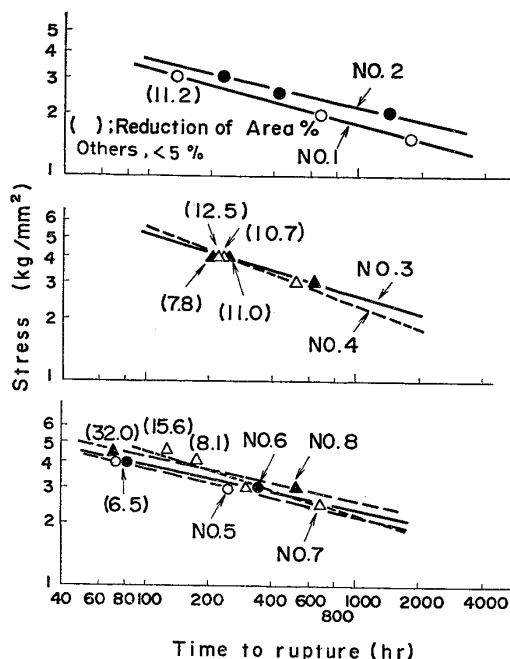 5
4
3
2
1
NO. 2
(11.2)
( ) ; Reduction of Area %
Others, <5 %
NO.1
6
5
4
3
2
1
(12.5)
(10.7)
(7.8)
(11.0)
NO.3
NO.4
Stress (kg/mm²)
6
5
4
3
2
1
(32.0)
(15.6)
(8.1)
NO.6
NO.8
(6.5)
NO.5
NO.7
40 60 80 100 200 400 600 800 1000 2000 4000
Time to rupture (hr)